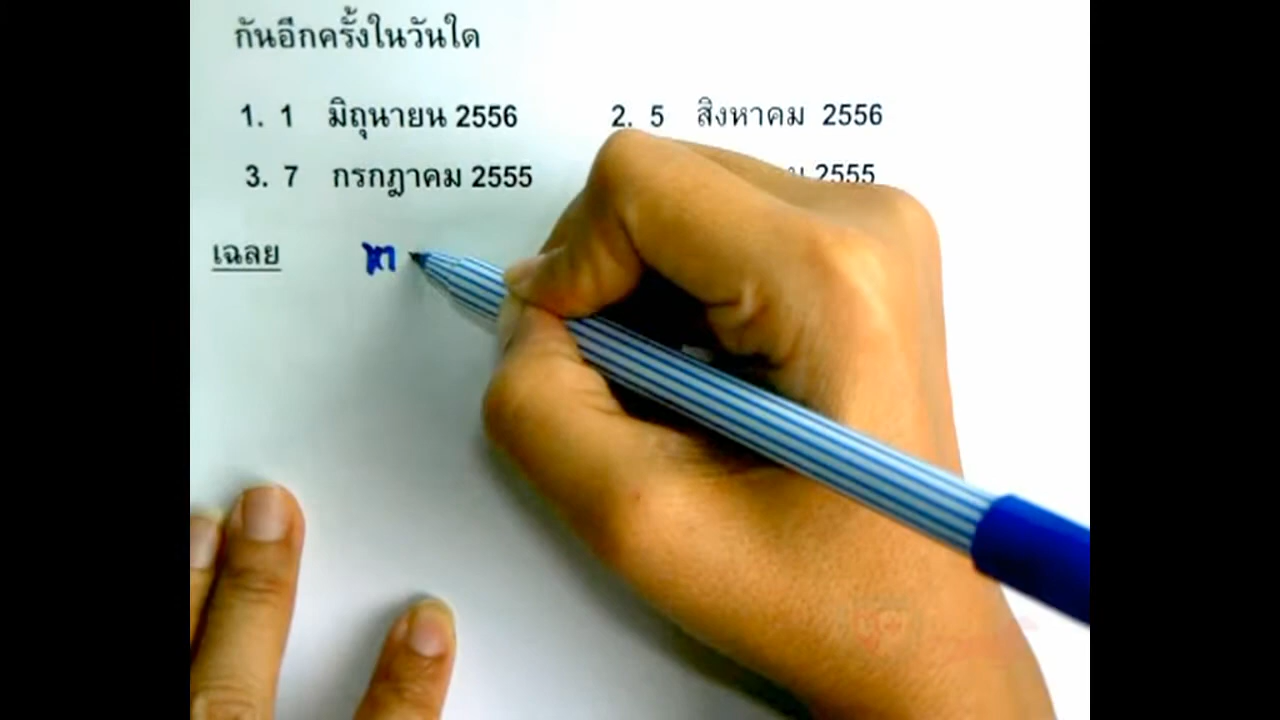 กันอีกครั้งในวันใด
1. 1 มิถุนายน 2556 2. 5 สิงหาคม 2556
3. 7 กรกฎาคม 2555 2555
เฉลย หา